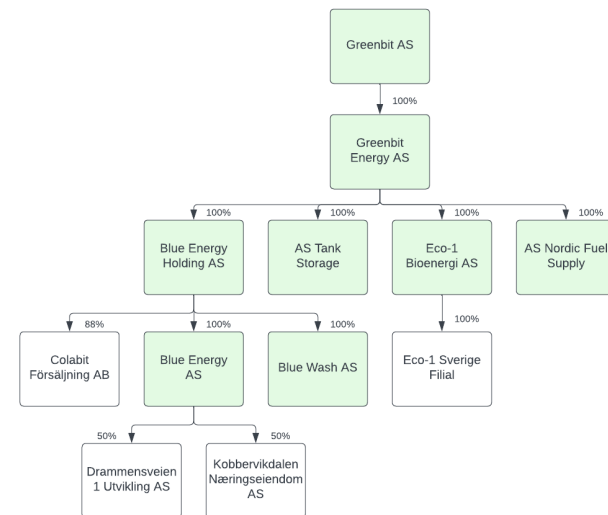 Greenbit AS
100%
Greenbit
Energy AS
100%
100%
100%
100%
Blue Energy
Holding AS
AS Tank
Storage
Eco-1
Bioenergi AS
AS Nordic Fuel
Supply
88%
100%
100%
100%
Colabit
Försäljning AB
Blue Energy
AS
Blue Wash AS
Eco-1 Sverige
Filial
50%
50%
Drammensveien
1 Utvikling AS
Kobbervikdalen
Næringseiendom
AS